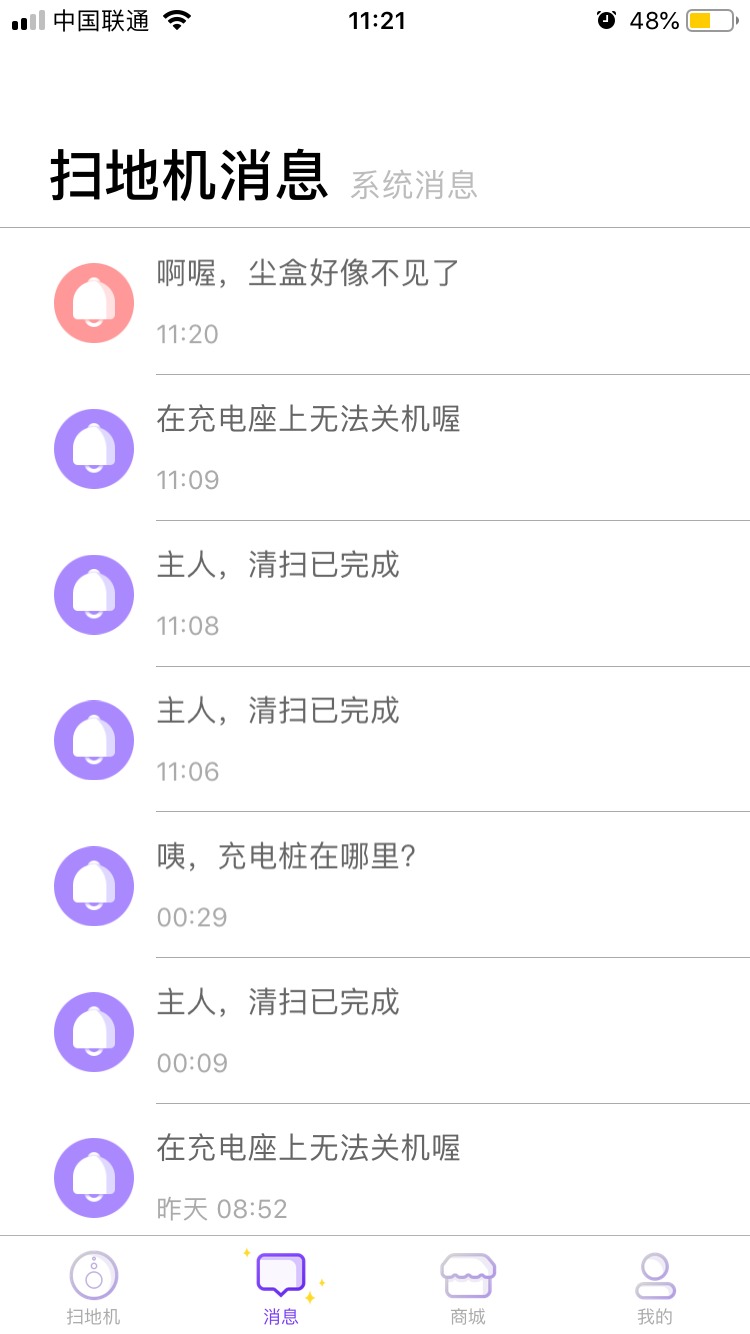 中国联通 11:21 48%
扫地机消息 系统消息
啊喔，尘盒好像不见了
11:20
在充电座上无法关机喔
11:09
主人，清扫已完成
11:08
主人，清扫已完成
11:06
咦，充电桩在哪里?
00:29
主人，清扫已完成
00:09
在充电座上无法关机喔
昨天 08:52
扫地机 消息 商城 我的